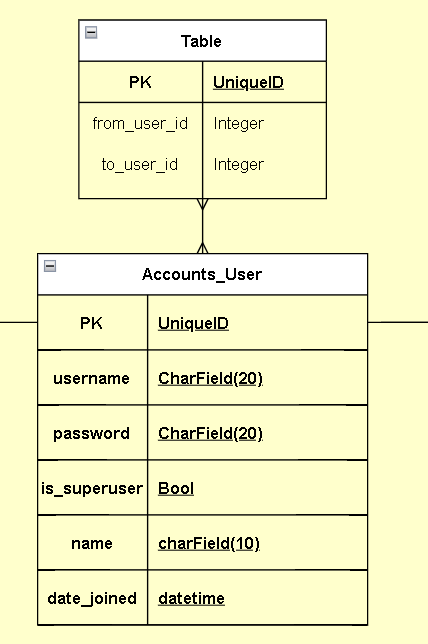 Table
PK UniqueID
from_user_id Integer
to_user_id Integer
Accounts_User
PK UniqueID
username CharField(20)
password CharField(20)
is_superuser Bool
name charField(10)
date_joined datetime